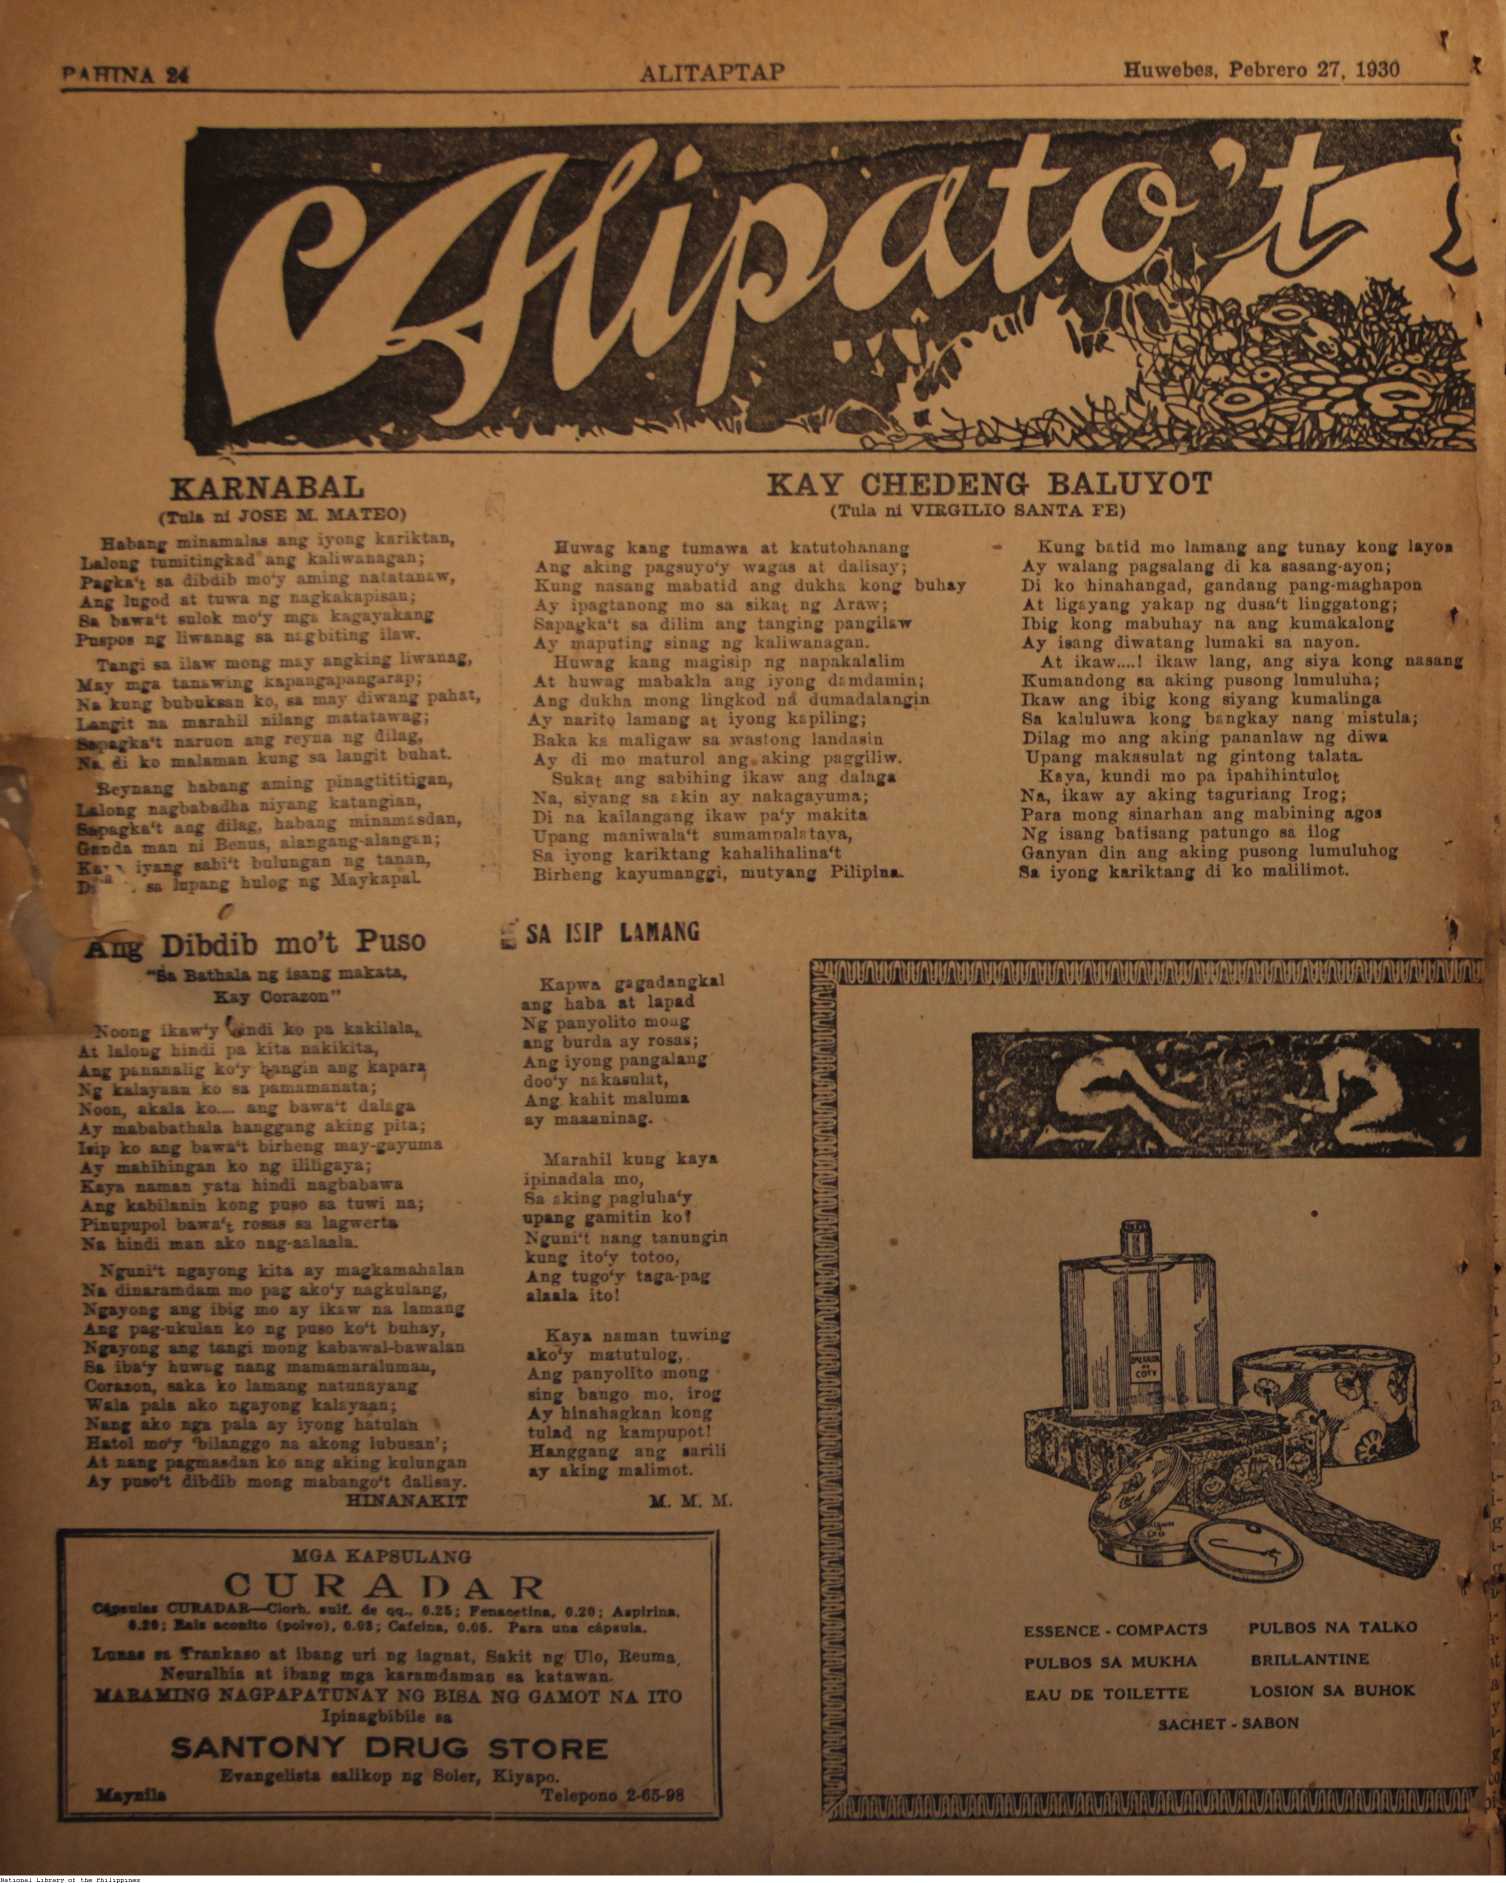 PAHINA 24
ALITAPTAP
Huwebes, Pebrero 27, 1930
Alipato't
KARNABAL
(Tula ni JOSE M. MATEO)
Habang minamalas ang iyong kariktan,
Lalong tumitingkad ang kaliwanagan;
Pagka't sa dibdib mo'y aming natatanaw,
Ang lugod at tuwa ng nagkakapisan;
Sa bawa't sulok mo'y mga kagayakang
Puspos ng liwanag sa nagbiting ilaw.
Tangi sa ilaw mong may angking liwanag,
May mga tanawing kapangapangarap;
Na kung bubuksan ko, sa may diwang pahat,
Langit na marahil nilang matatawag;
Sapagka't naruon ang reyna ng dilag,
Na di ko malaman kung sa langit buhat.
Reynang habang aming pinagtititigan,
Lalong nagbabadha niyang katangian,
Sapagka't ang dilag, habang minamasdan,
Ganda man ni Benus, alangang-alangan;
iyang sabi't bulungan ng tanan,
sa lupang hulog ng Maykapal.
KAY CHEDENG BALUYOT
(Tula ni VIRGILIO SANTA FE)
Huwag kang tumawa at katutohanang
Ang aking pagsuyo'y wagas at dalisay;
Kung nasang mabatid ang dukha kong buhay
Ay ipagtanong mo sa sikat ng Araw;
Sapagka't sa dilim ang tanging pangilaw
Ay maputing sinag ng kaliwanagan.
Huwag kang magisip ng napakalalim
At huwag mabakla ang iyong damdamin;
Ang dukha mong lingkod na dumadalangin
Ay narito lamang at iyong kapiling;
Baka ka maligaw sa wastong landasin
Ay di mo maturol ang aking paggiliw.
Sukat ang sabihing ikaw ang dalaga
Na, siyang sa akin ay nakagayuma;
Di na kailangang ikaw pa'y makita
Upang maniwala't sumampalataya,
Sa iyong kariktang kahalihalina't
Birheng kayumanggi, mutyang Pilipina.
Kung batid mo lamang ang tunay kong layon
Ay walang pagsalang di ka sasang-ayon;
Di ko hinahangad, gandang pang-maghapon
At ligayang yakap ng dusa't linggatong;
Ibig kong mabuhay na ang kumakalong
Ay isang diwatang lumaki sa nayon.
At ikaw....! ikaw lang, ang siya kong nasang
Kumandong sa aking pusong lumuluha;
Ikaw ang ibig kong siyang kumalinga
Sa kaluluwa kong bangkay nang mistula;
Dilag mo ang aking pananlaw ng diwa
Upang makasulat ng gintong talata.
Kaya, kundi mo pa ipahihintulot
Na, ikaw ay aking taguriang Irog;
Para mong sinarhan ang mabining agos
Ng isang batisang patungo sa ilog
Ganyan din ang aking pusong lumuluhog
Sa iyong kariktang di ko malilimot.
Ang Dibdib mo't Puso
"Sa Bathala ng isang makata,
Kay Corazon"
Noong ikaw'y hindi ko pa kakilala,
At lalong hindi pa kita nakikita,
Ang pananalig ko'y hangin ang kapara
Ng kalayaan ko sa pamamanata;
Noon, akala ko.... ang bawa't dalaga
Ay mababathala hanggang aking pita;
Isip ko ang bawa't birheng may-gayuma
Ay mahihingan ko ng ililigaya;
Kaya naman yata hindi nagbabawa
Ang kabilanin kong puso sa tuwi na;
Pinupupol bawa't rosas sa lagwerta
Na hindi man ako nag-aalaala.
Nguni't ngayong kita ay magkamahalan
Na dinaramdam mo pag ako'y nagkulang,
Ngayong ang ibig mo ay ikaw na lamang
Ang pag-ukulan ko ng puso ko't buhay,
Ngayong ang tangi mong kabawal-bawalan
Sa iba'y huwag nang mamamaraluman,
Corazon, saka ko lamang natunayang
Wala pala ako ngayong kalayaan;
Nang ako nga pala ay iyong hatulan
Hatol mo'y 'bilanggo na akong lubusan';
At nang pagmasdan ko ang aking kulungan
Ay puso't dibdib mong mabango't dalisay.
HINANAKIT
SA ISIP LAMANG
Kapwa gagadangkal
ang haba at lapad
Ng panyolito mong
ang burda ay rosas;
Ang iyong pangalang
doo'y nakasulat,
Ang kahit maluma
ay maaaninag.
Marahil kung kaya
ipinadala mo,
Sa aking pagluha'y
upang gamitin ko!
Nguni't nang tanungin
kung ito'y totoo,
Ang tugo'y taga-pag
alaala ito!
Kaya naman tuwing
ako'y matutulog,
Ang panyolito mong
sing bango mo, irog
Ay hinahagkan kong
tulad ng kampupot!
Hanggang ang sarili
ay aking malimot.
M. M. M.
MGA KAPSULANG
CURADAR
Cápsulas CURADAR—Clorh. sulf. de qq., 0.25; Fenacetina, 0.20; Aspirina,
0.20; Raiz aconito (polvo), 0.03; Cafeina, 0.05. Para una cápsula.
Lunas sa Trankaso at ibang uri ng lagnat, Sakit ng Ulo, Reuma,
Neuralhia at ibang mga karamdaman sa katawan.
MARAMING NAGPAPATUNAY NG BISA NG GAMOT NA ITO
Ipinagbibile sa
SANTONY DRUG STORE
Evangelista salikop ng Soler, Kiyapo.
Maynila Telepono 2-65-98
COTY
ESSENCE - COMPACTS PULBOS NA TALKO
PULBOS SA MUKHA BRILLANTINE
EAU DE TOILETTE LOSION SA BUHOK
SACHET - SABON
National Library of the Philippines